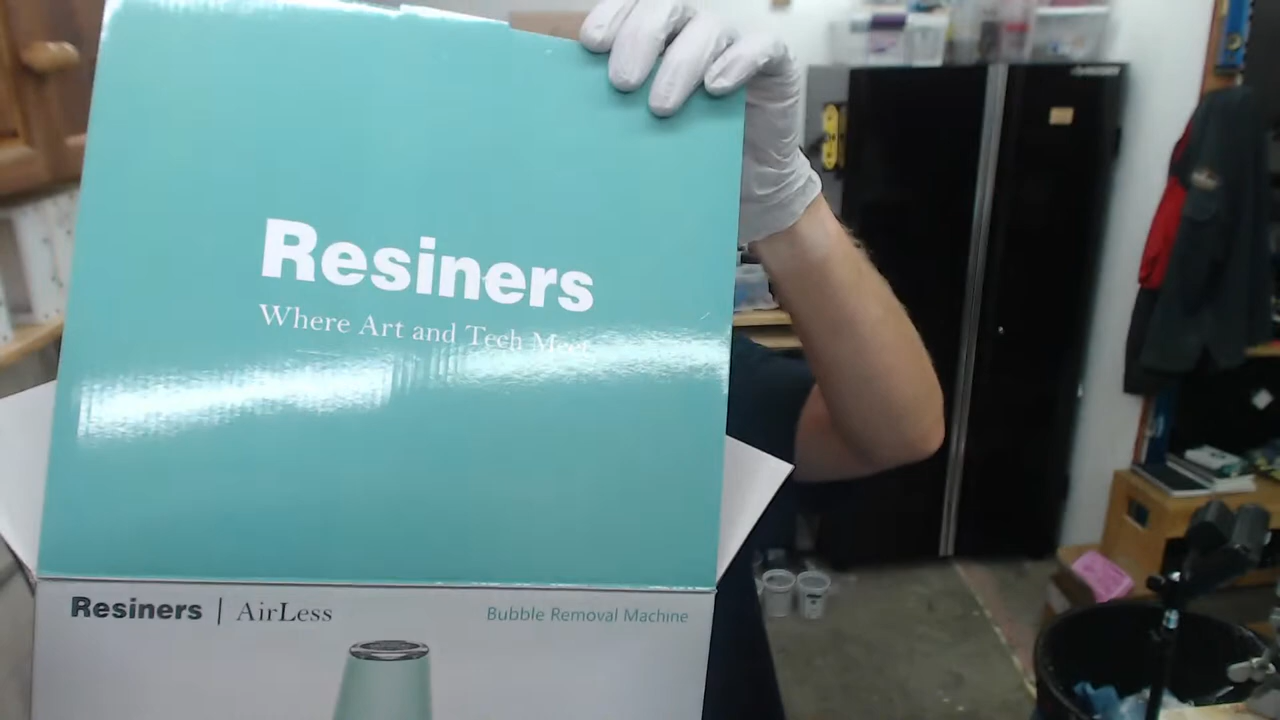 Resiners
Where Art and Tech Meet
Resiners | AirLess
Bubble Removal Machine